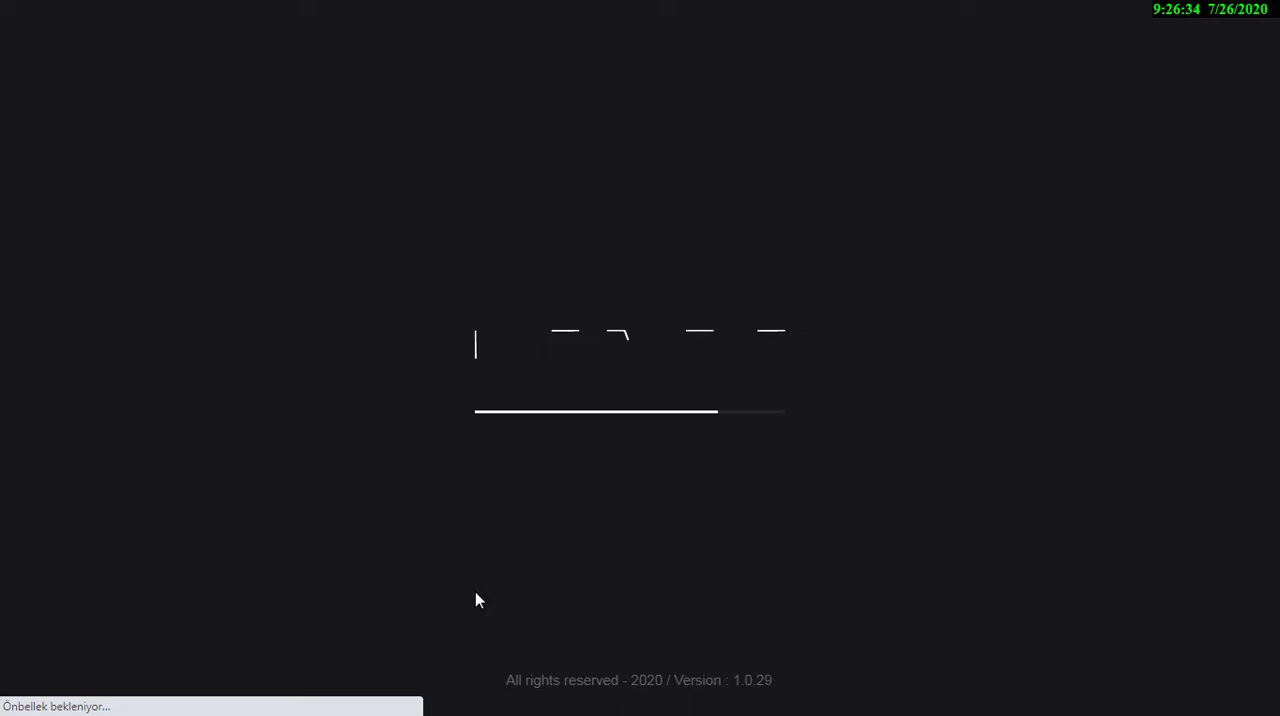 9:26:34 7/26/2020
All rights reserved - 2020 / Version : 1.0.29
Önbellek bekleniyor...